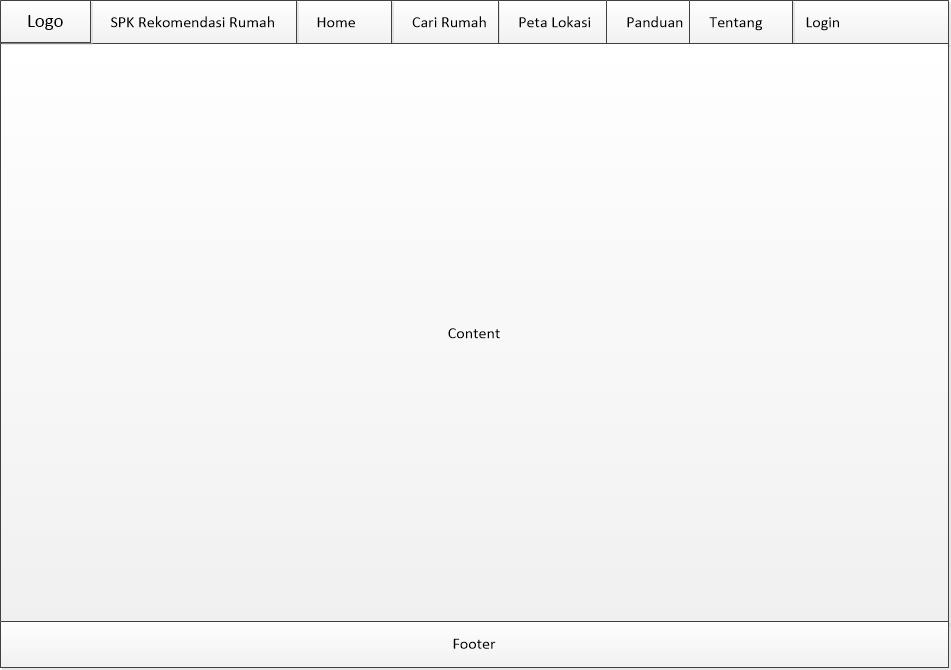 Logo
SPK Rekomendasi Rumah
Home
Cari Rumah
Peta Lokasi
Panduan
Tentang
Login
Content
Footer